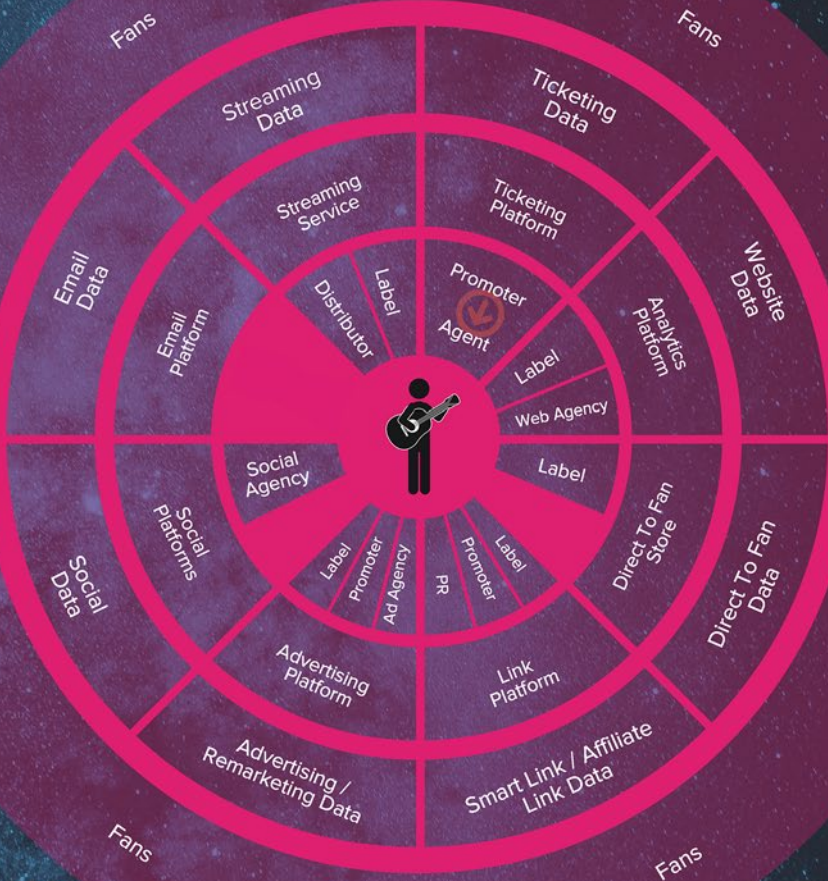 Fans
Fans
Streaming
Data
Ticketing
Data
Streaming
Service
Ticketing
Platform
Email
Data
Website
Data
Email
Platform
Analytics
Platform
Distributor
Label
Promoter
Agent
Label
Web Agency
Social
Agency
Label
Social
Platforms
Direct To Fan
Store
Label
Promoter
Ad Agency
PR
Promoter
Label
Social
Data
Direct To Fan
Data
Advertising
Platform
Link
Platform
Advertising /
Remarketing Data
Smart Link / Affiliate
Link Data
Fans
Fans